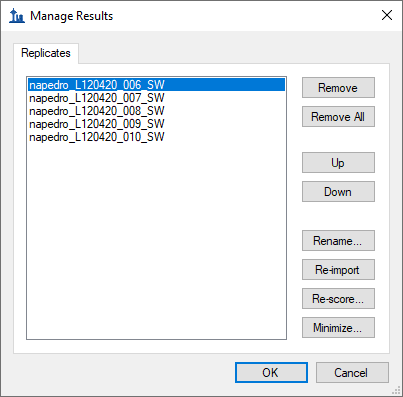 Manage Results
Replicates
napedro_L120420_006_SW
napedro_L120420_007_SW
napedro_L120420_008_SW
napedro_L120420_009_SW
napedro_L120420_010_SW
Remove
Remove All
Up
Down
Rename...
Re-import
Re-score...
Minimize...
OK
Cancel